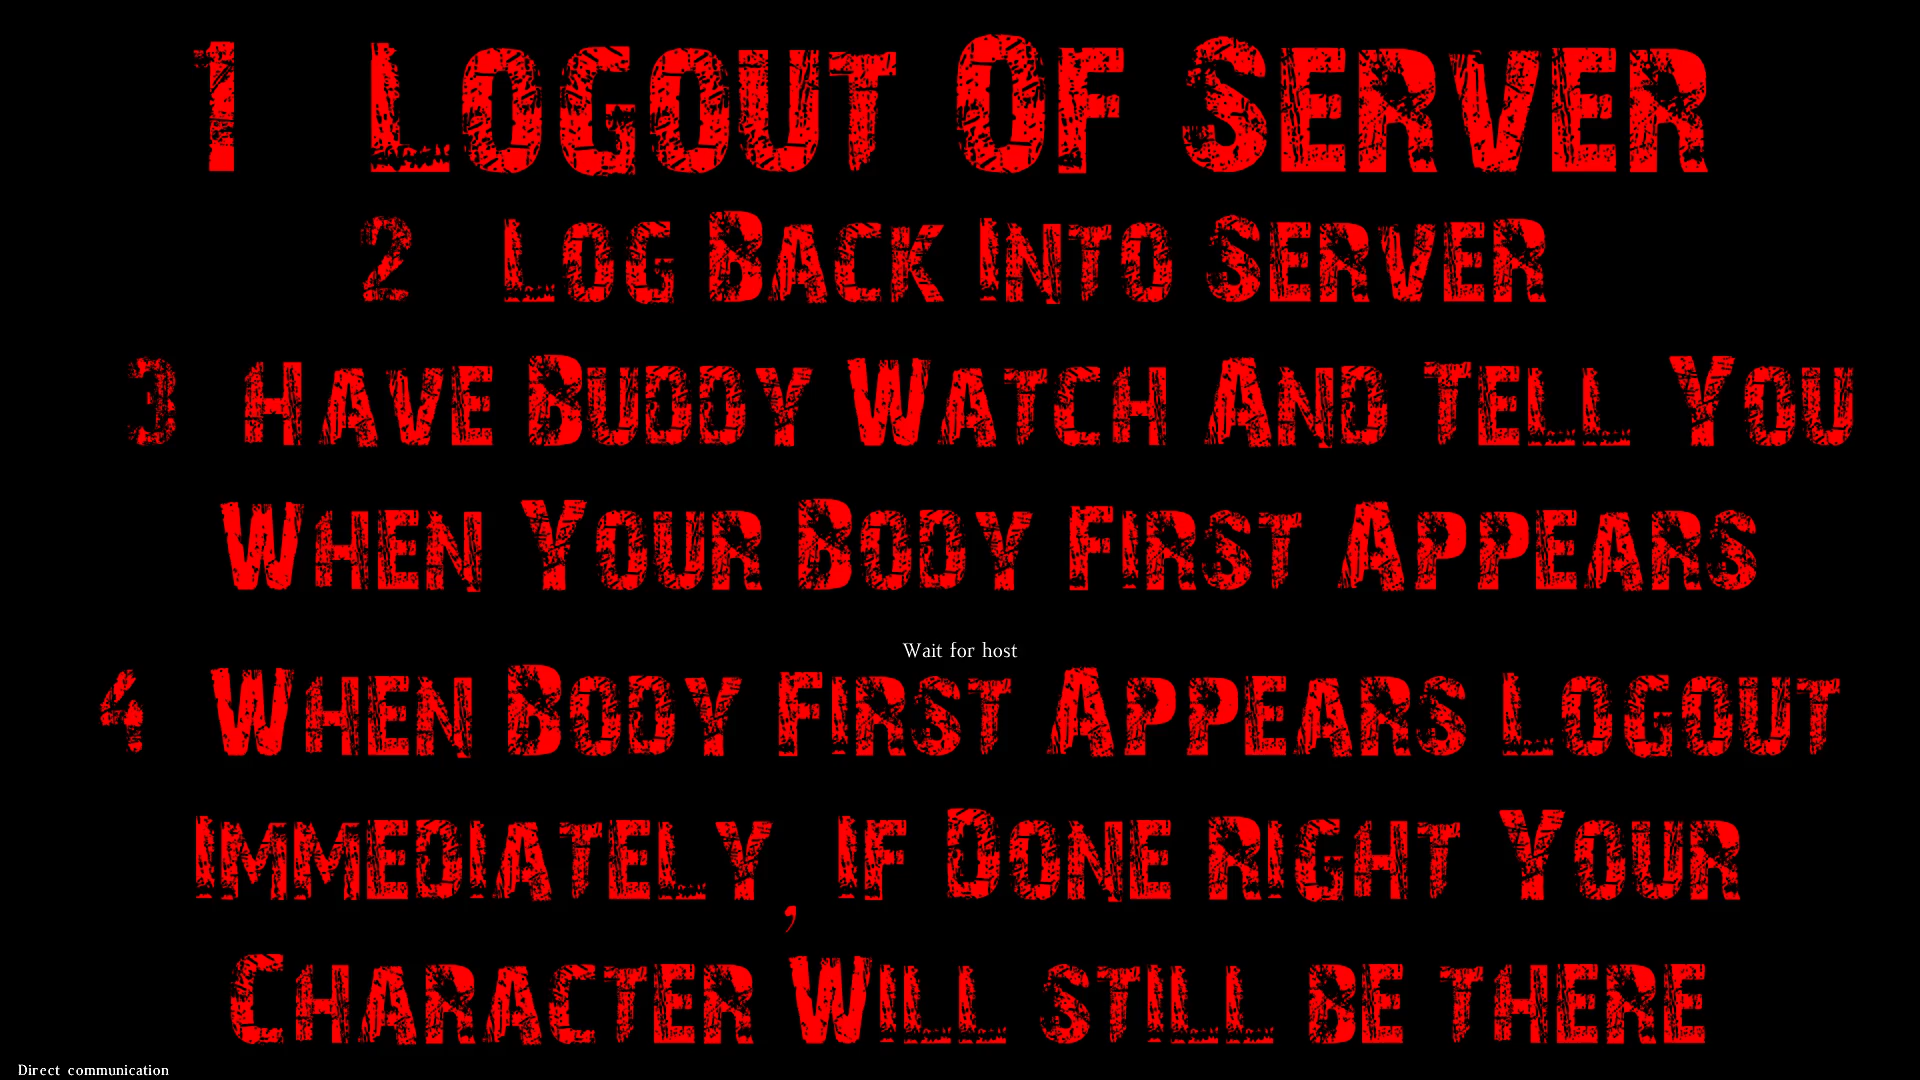 1 Logout Of Server
2 Log Back Into Server
3 Have Buddy Watch And Tell You
When Your Body First Appears
Wait for host
4 When Body First Appears Logout
Immediately, If Done Right Your
Character Will still be there
Direct communication